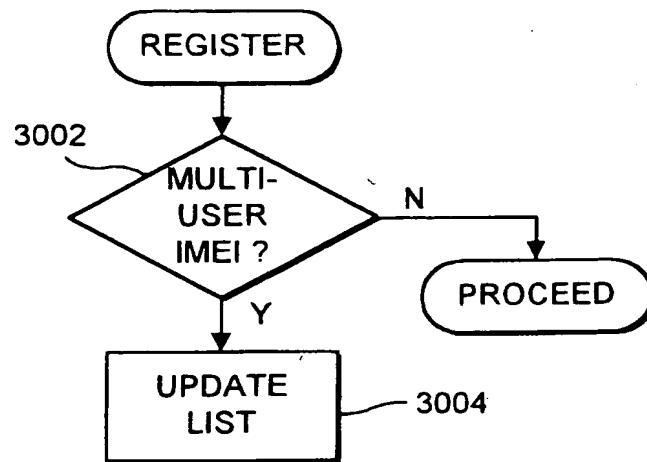 REGISTER
3002
MULTI-
USER
IMEI ?
N
PROCEED
Y
UPDATE
LIST
3004